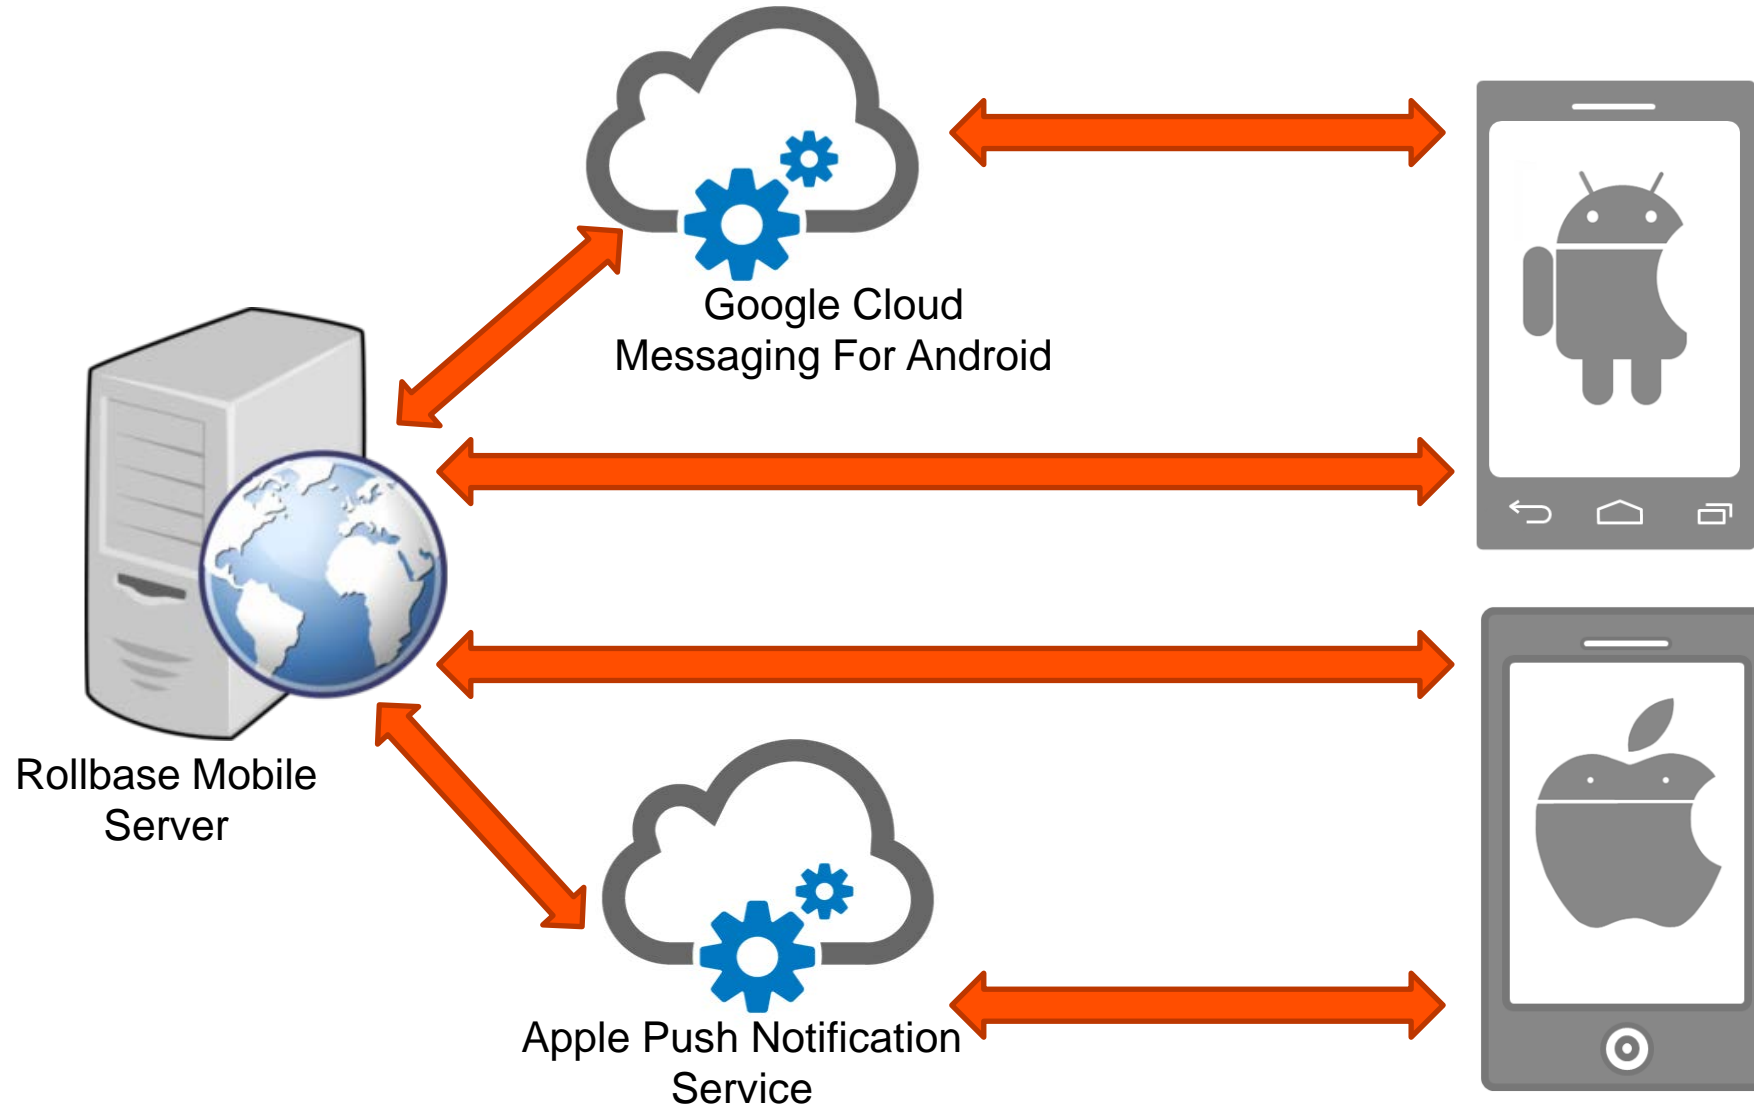 Google Cloud
Messaging For Android
Rollbase Mobile
Server
Apple Push Notification
Service